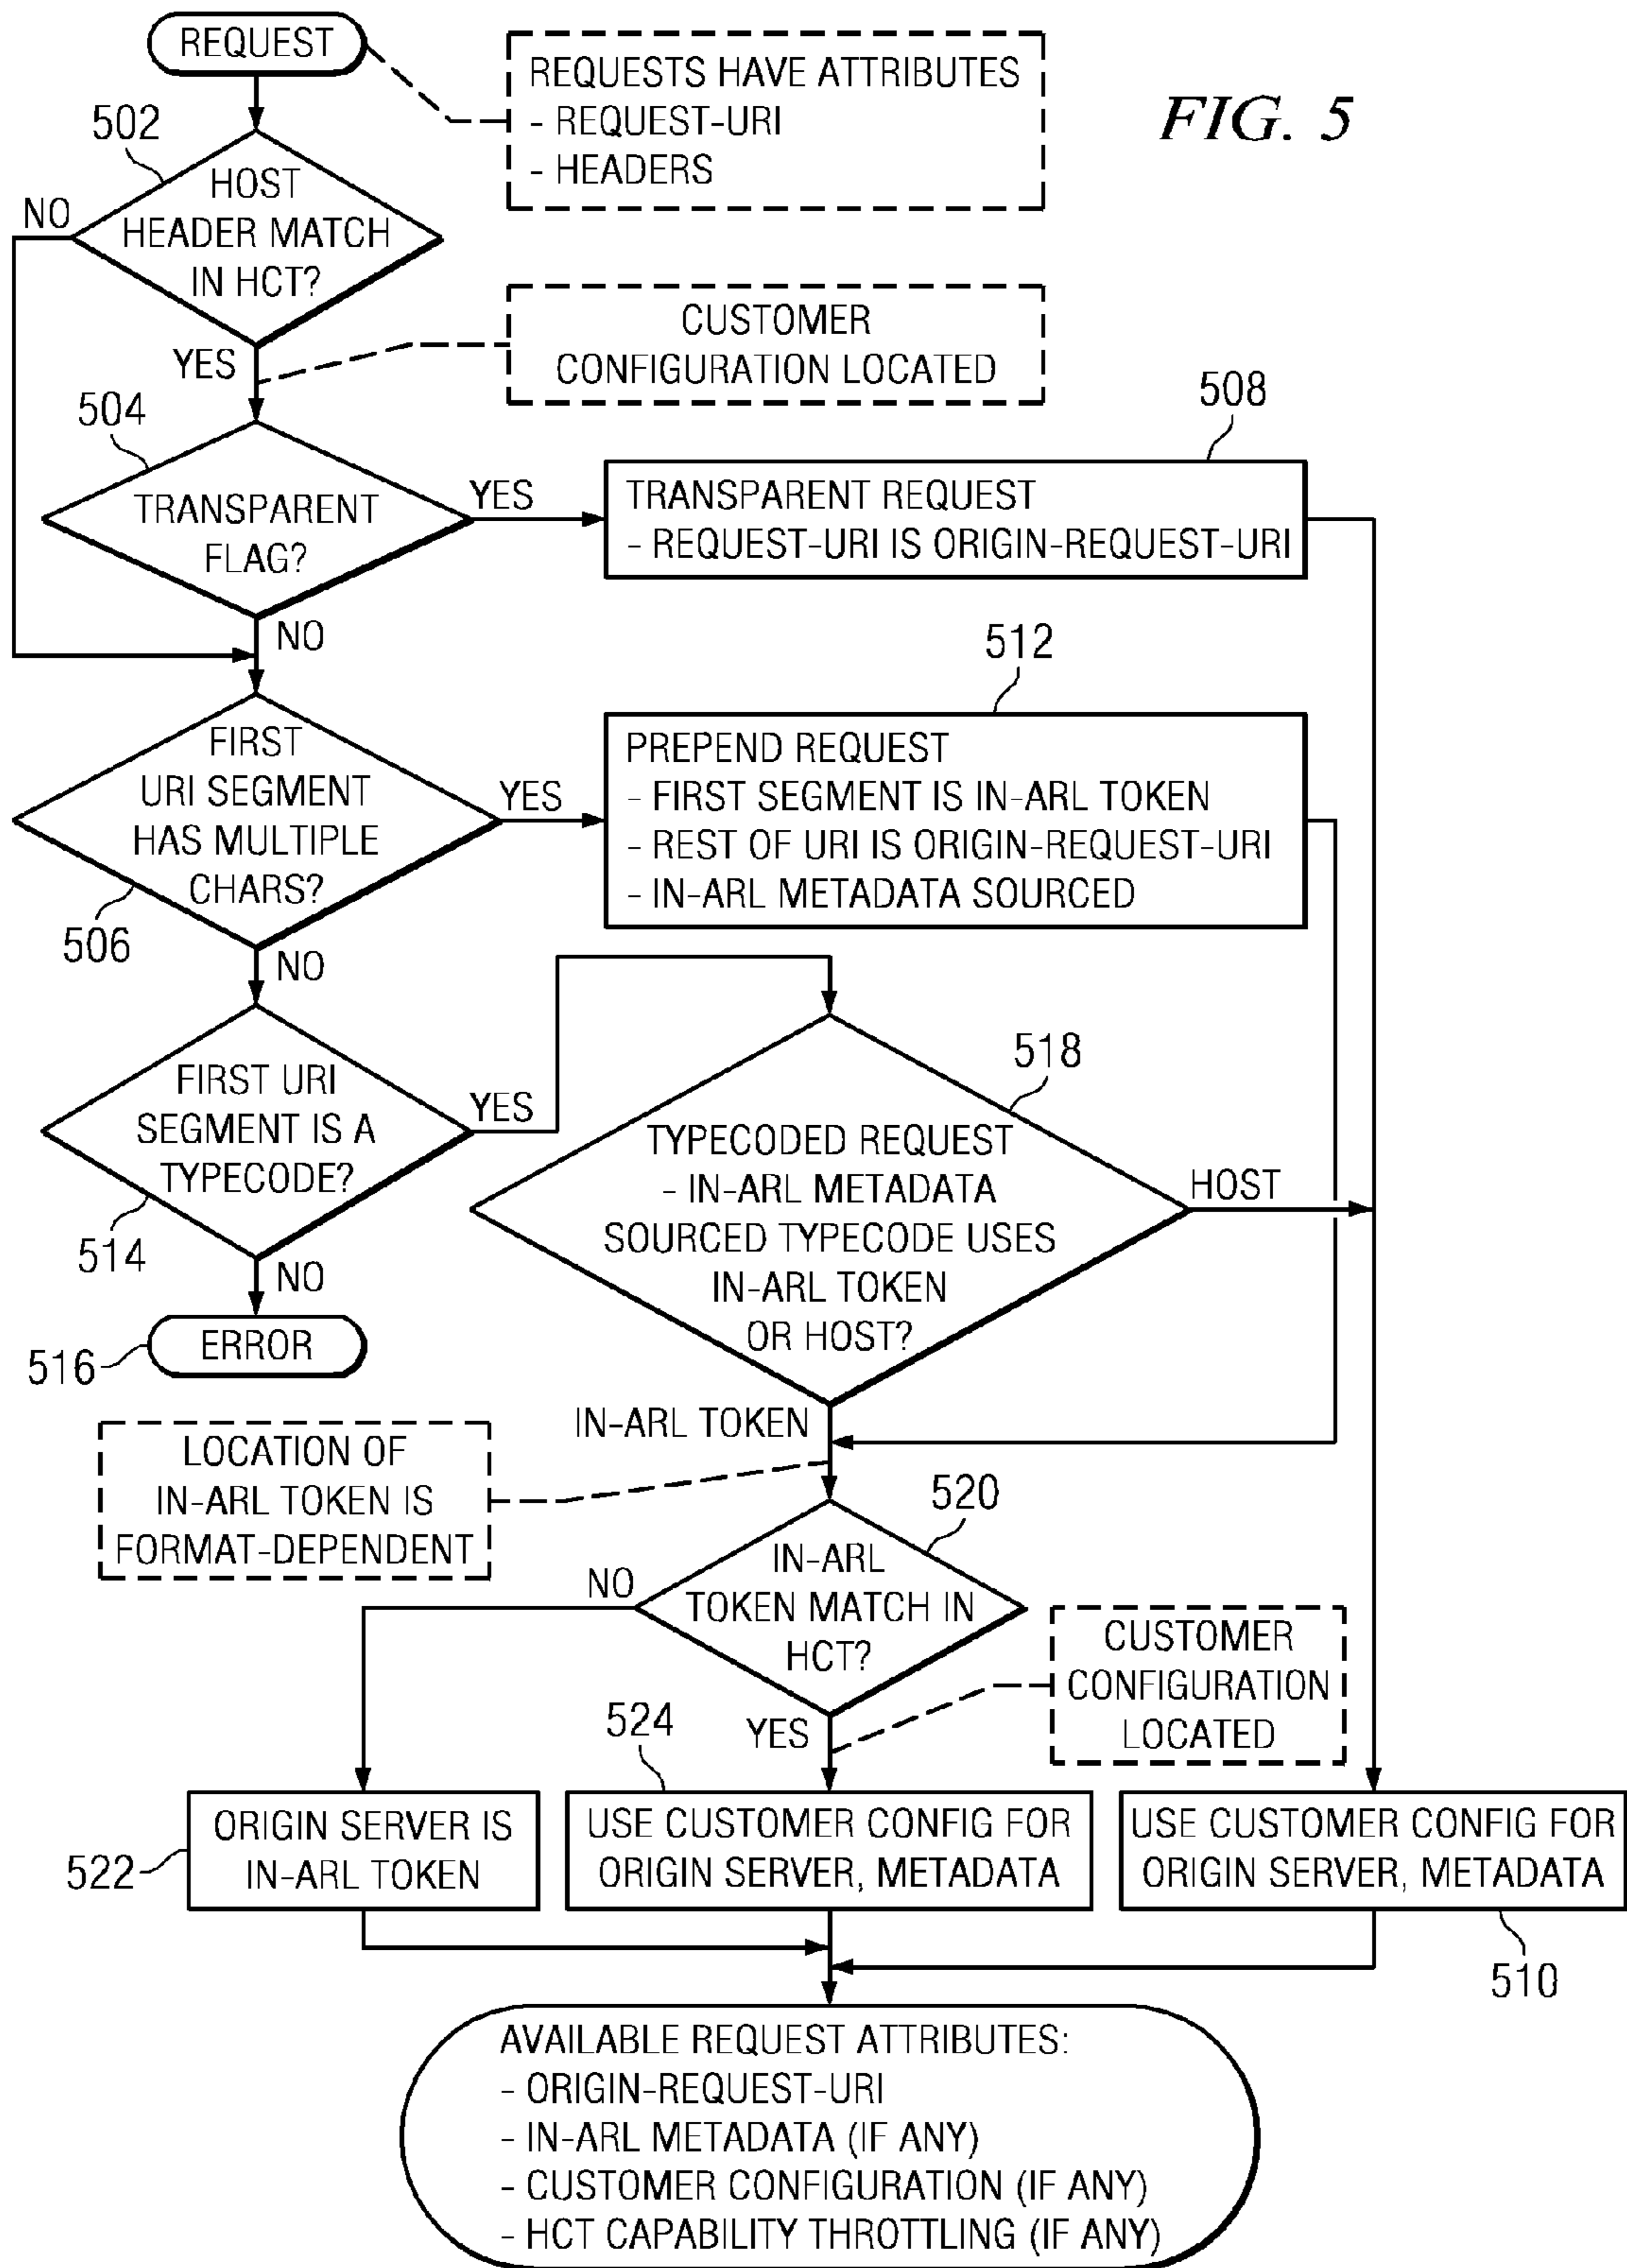 REQUEST
REQUESTS HAVE ATTRIBUTES
- REQUEST-URI
- HEADERS
FIG. 5
502
HOST
HEADER MATCH
IN HCT?
NO
YES
CUSTOMER
CONFIGURATION LOCATED
504
TRANSPARENT
FLAG?
YES
NO
508
TRANSPARENT REQUEST
- REQUEST-URI IS ORIGIN-REQUEST-URI
512
FIRST
URI SEGMENT
HAS MULTIPLE
CHARS?
506
YES
NO
PREPEND REQUEST
- FIRST SEGMENT IS IN-ARL TOKEN
- REST OF URI IS ORIGIN-REQUEST-URI
- IN-ARL METADATA SOURCED
FIRST URI
SEGMENT IS A
TYPECODE?
514
YES
NO
516
ERROR
518
TYPECODED REQUEST
- IN-ARL METADATA
SOURCED TYPECODE USES
IN-ARL TOKEN
OR HOST?
HOST
IN-ARL TOKEN
LOCATION OF
IN-ARL TOKEN IS
FORMAT-DEPENDENT
520
IN-ARL
TOKEN MATCH IN
HCT?
NO
YES
CUSTOMER
CONFIGURATION
LOCATED
522
ORIGIN SERVER IS
IN-ARL TOKEN
524
USE CUSTOMER CONFIG FOR
ORIGIN SERVER, METADATA
USE CUSTOMER CONFIG FOR
ORIGIN SERVER, METADATA
510
AVAILABLE REQUEST ATTRIBUTES:
- ORIGIN-REQUEST-URI
- IN-ARL METADATA (IF ANY)
- CUSTOMER CONFIGURATION (IF ANY)
- HCT CAPABILITY THROTTLING (IF ANY)